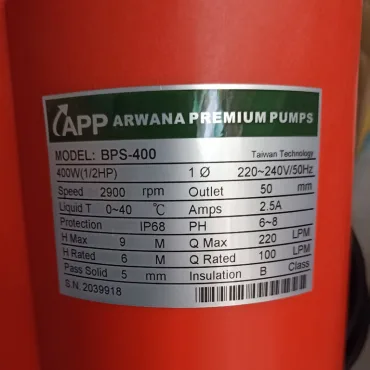 APP ARWANA PREMIUM PUMPS
MODEL: BPS-400 Taiwan Technology
400W(1/2HP) 1 Ø 220~240V/50Hz
Speed 2900 rpm Outlet 50 mm
Liquid T 0~40 ℃ Amps 2.5A
Protection IP68 PH 6~8
H Max 9 M Q Max 220 LPM
H Rated 6 M Q Rated 100 LPM
Pass Solid 5 mm Insulation B Class
S.N. 2039918